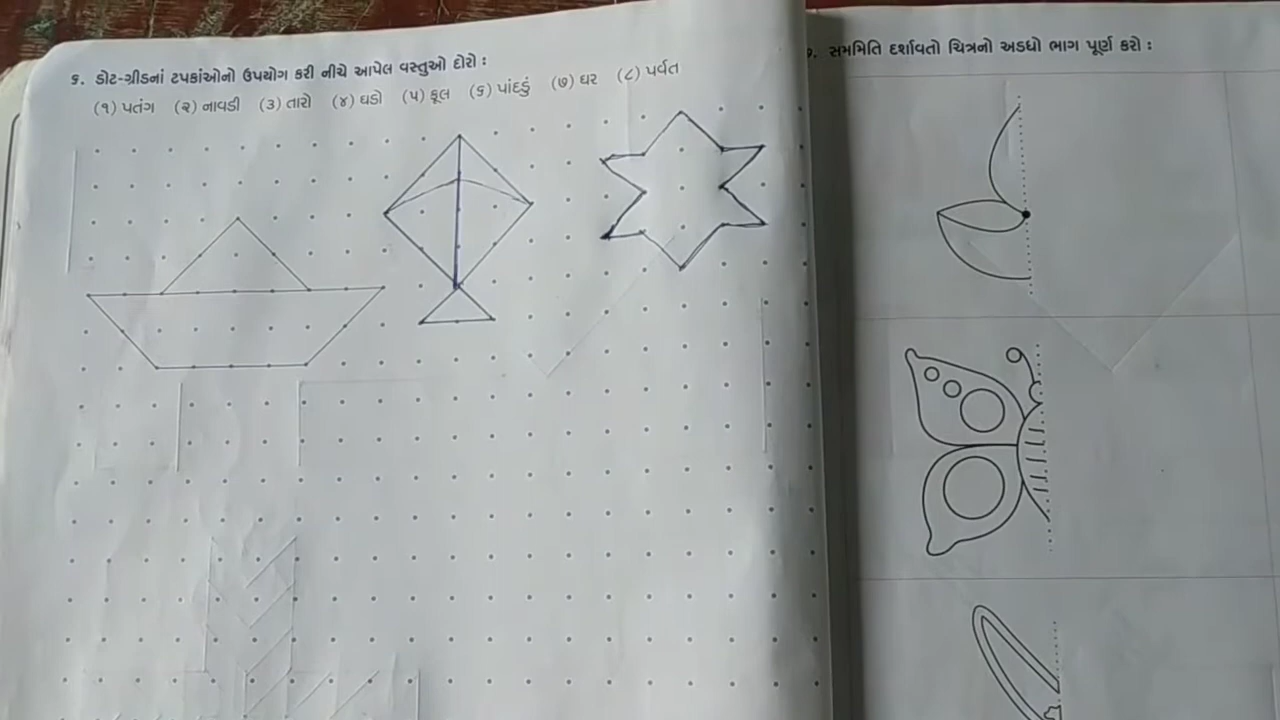 ૬. ડોટ-ગ્રીડનાં ટપકાંઓનો ઉપયોગ કરી નીચે આપેલ વસ્તુઓ દોરો :
(૧) પતંગ (૨) નાવડી (૩) તારો (૪) ઘડો (૫) ફૂલ (૬) પાંદડું (૭) ઘર (૮) પર્વત
૭. સમમિતિ દર્શાવતો ચિત્રનો અડધો ભાગ પૂર્ણ કરો :